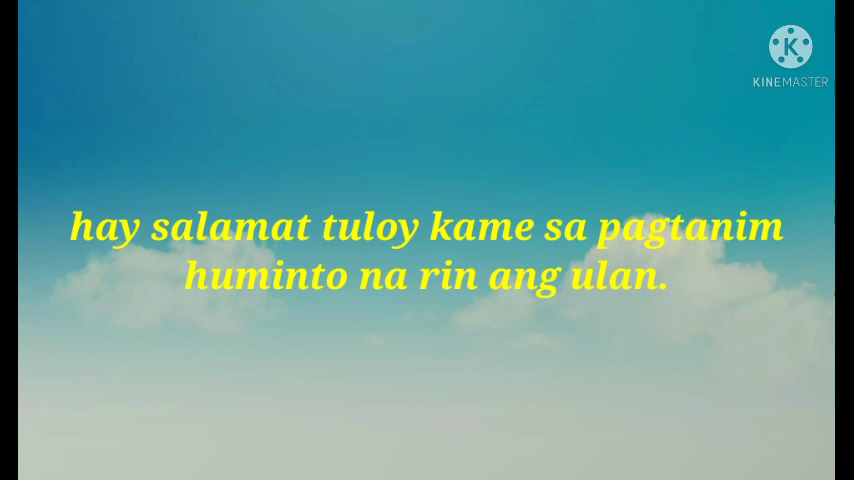 K
KINEMASTER
hay salamat tuloy kame sa pagtanim
huminto na rin ang ulan.